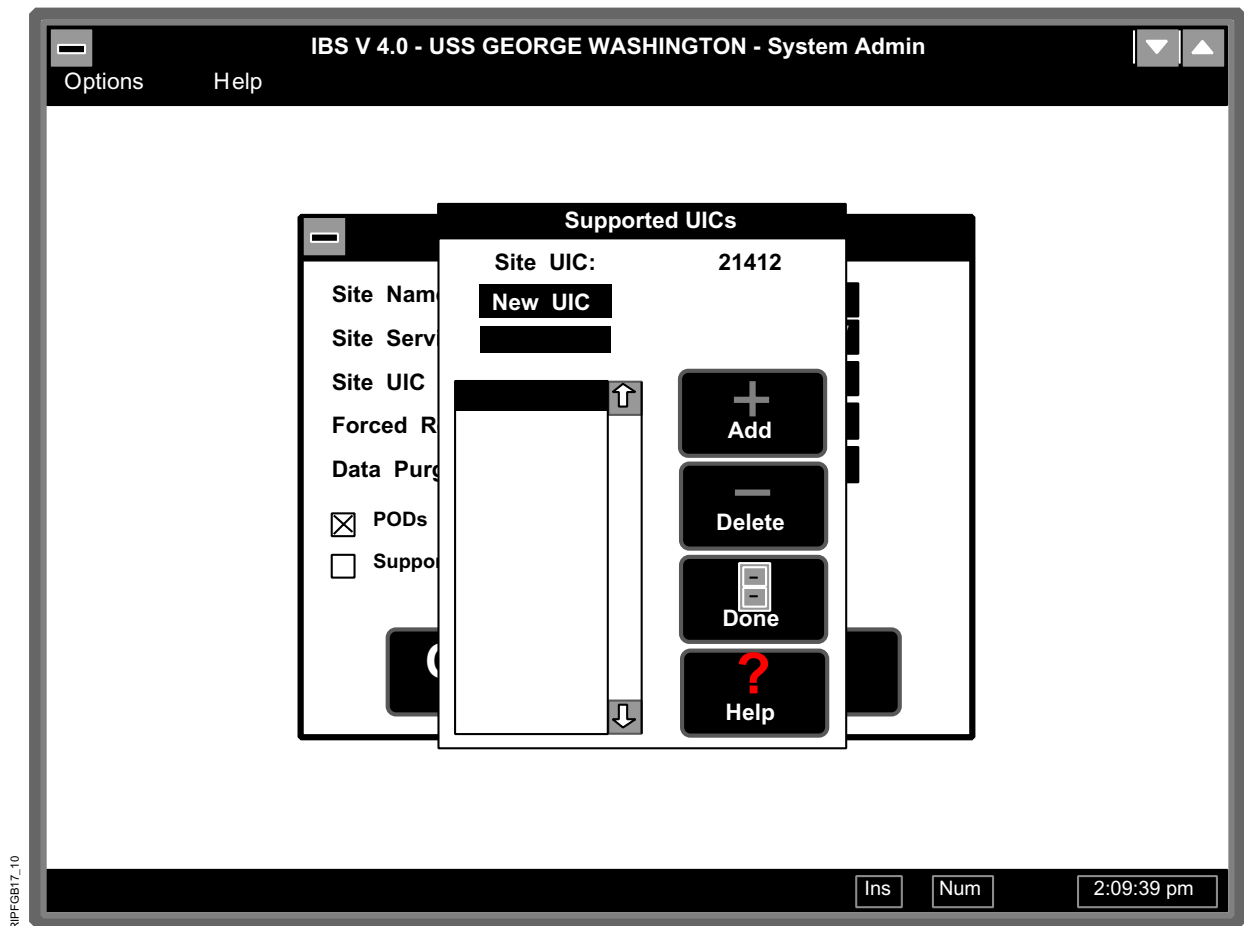 IBS V 4.0 - USS GEORGE WASHINGTON - System Admin
Options Help
Supported UICs
Site UIC: 21412
New UIC
Site Nam
Site Servi
Site UIC
Forced R
Data Purg
PODs
Suppor
Add
Delete
Done
? Help
Ins Num 2:09:39 pm
RIPFGB17_10